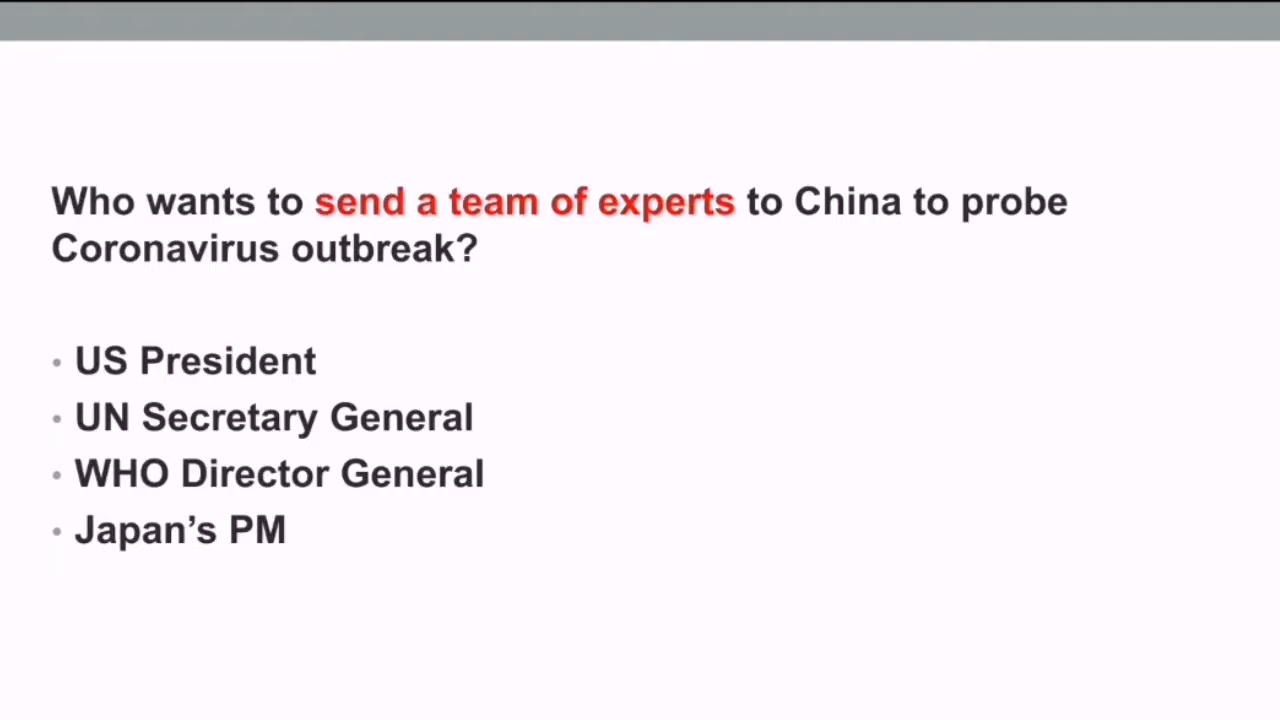 Who wants to send a team of experts to China to probe
Coronavirus outbreak?
• US President
• UN Secretary General
• WHO Director General
• Japan’s PM